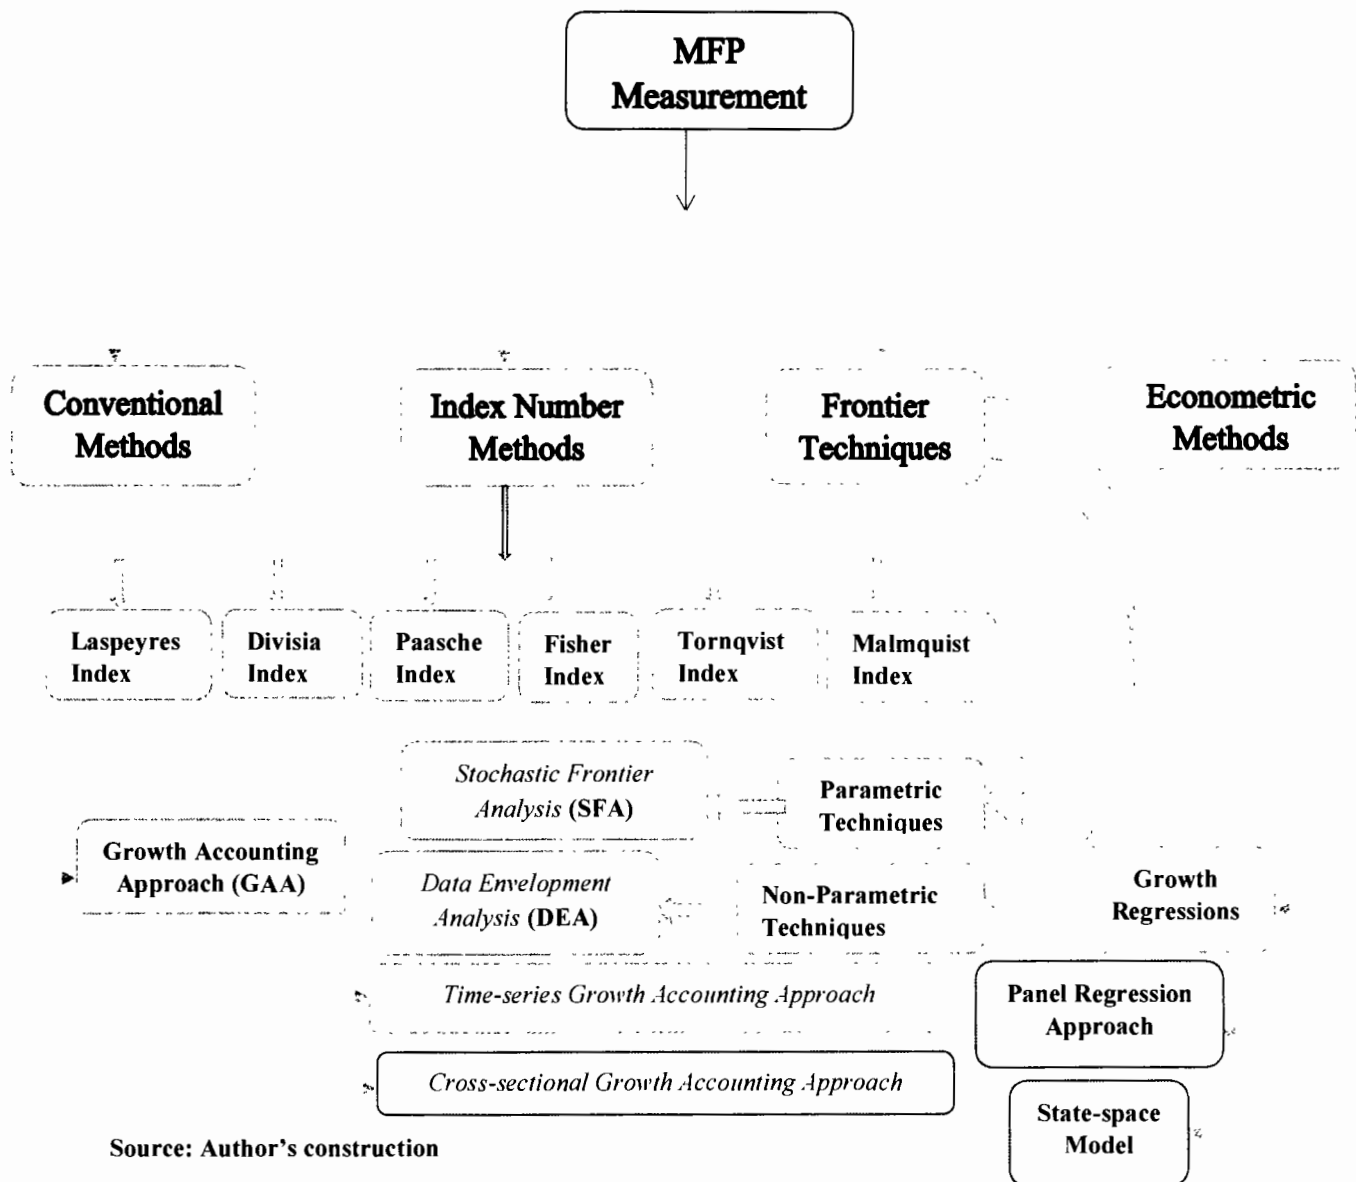 MFP
Measurement
Conventional
Methods
Index Number
Methods
Frontier
Techniques
Econometric
Methods
Laspeyres
Index
Divisia
Index
Paasche
Index
Fisher
Index
Tornqvist
Index
Malmquist
Index
Stochastic Frontier
Analysis (SFA)
Parametric
Techniques
Growth Accounting
Approach (GAA)
Data Envelopment
Analysis (DEA)
Non-Parametric
Techniques
Growth
Regressions
Time-series Growth Accounting Approach
Panel Regression
Approach
Cross-sectional Growth Accounting Approach
State-space
Model
Source: Author's construction